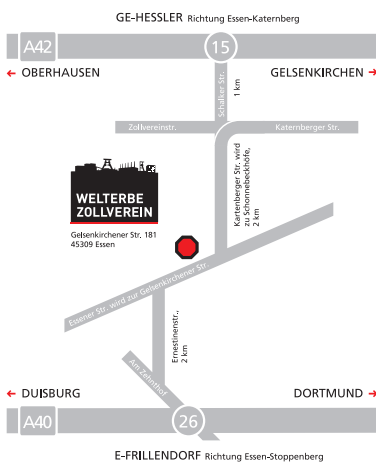 GE-HESSLER Richtung Essen-Katernberg
A42
15
← OBERHAUSEN
GELSENKIRCHEN →
Schalker Str.
1 km
Zollvereinstr.
Katernberger Str.
Kartenberger Str. wird
zu Schonnebeckhöfe,
2 km
WELTERBE
ZOLLVEREIN
Gelsenkirchener Str. 181
45309 Essen
Essener Str. wird zur Gelsenkirchener Str.
Ernestinenstr.,
2 km
Am Zehnthof
← DUISBURG
DORTMUND →
A40
26
E-FRILLENDORF Richtung Essen-Stoppenberg